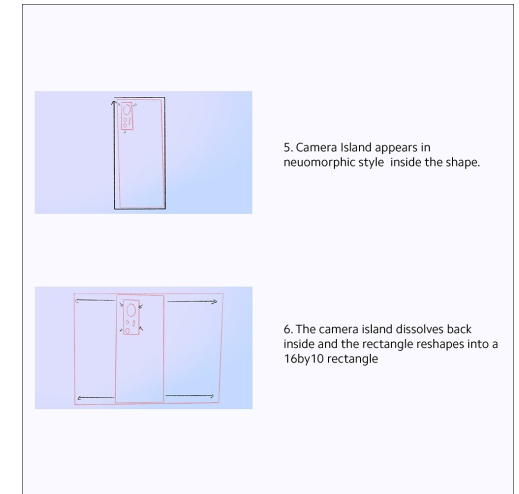 5. Camera Island appears in
neuomorphic style  inside the shape.
6. The camera island dissolves back
inside and the rectangle reshapes into a
16by10 rectangle